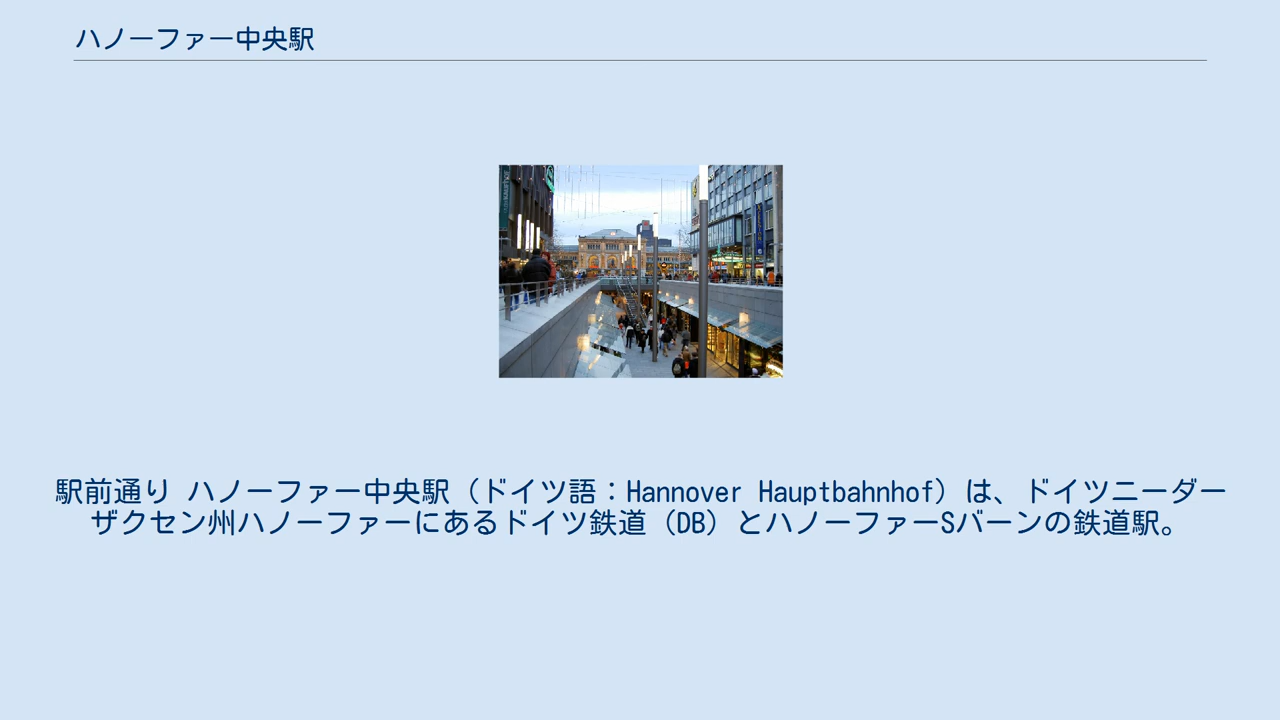 ハノーファー中央駅
駅前通り ハノーファー中央駅（ドイツ語：Hannover Hauptbahnhof）は、ドイツニーダー
ザクセン州ハノーファーにあるドイツ鉄道（DB）とハノーファーSバーンの鉄道駅。